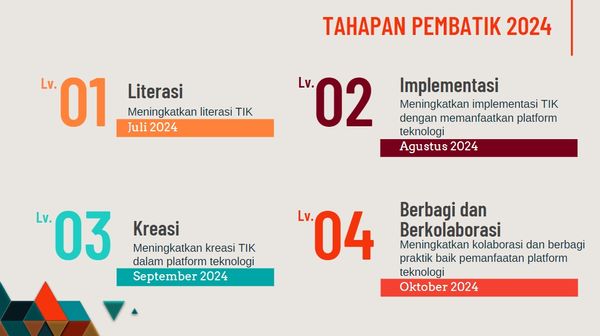 TAHAPAN PEMBATIK 2024
Lv. 01
Literasi
Meningkatkan literasi TIK
Juli 2024
Lv. 02
Implementasi
Meningkatkan implementasi TIK
dengan memanfaatkan platform
teknologi
Agustus 2024
Lv. 03
Kreasi
Meningkatkan kreasi TIK
dalam platform teknologi
September 2024
Lv. 04
Berbagi dan
Berkolaborasi
Meningkatkan kolaborasi dan berbagi
praktik baik pemanfaatan platform
teknologi
Oktober 2024